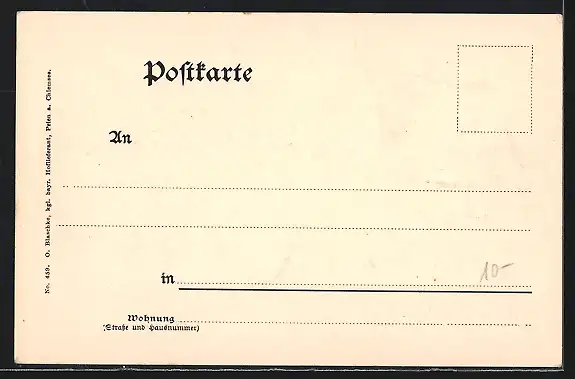 Postkarte
An
in
10-
Wohnung
(Straße und Hausnummer)
No. 459. O. Blaschke, kgl. bayr. Hoflieferant, Prien a. Chiemsee.